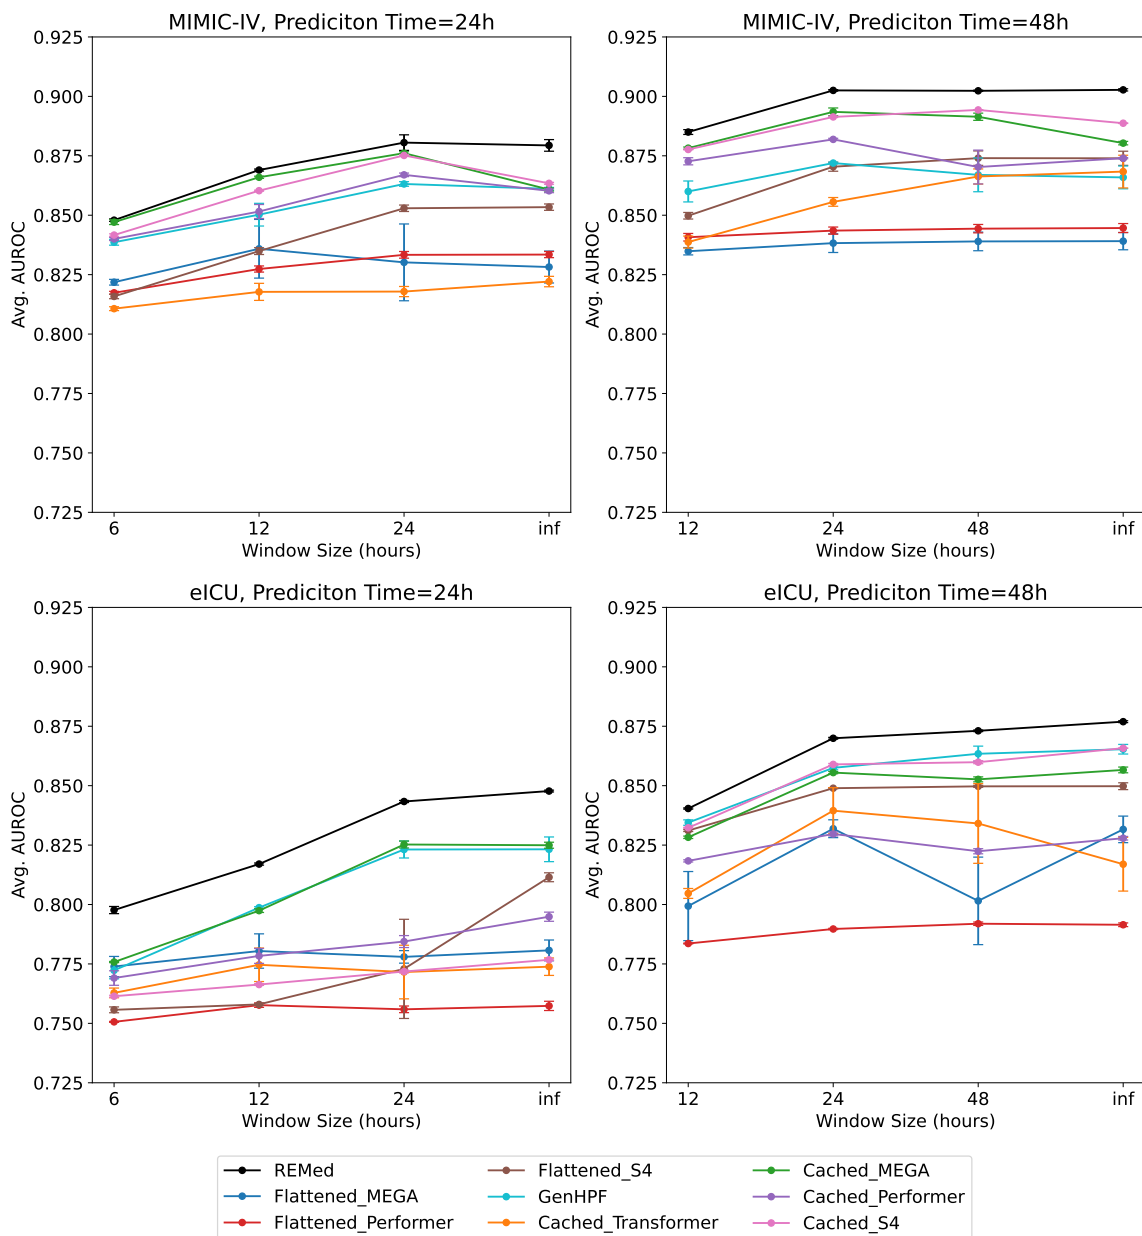 MIMIC-IV, Prediciton Time=24h
0.925
0.900
0.875
0.850
0.825
0.800
0.775
0.750
0.725
Avg. AUROC
6 12 24 inf
Window Size (hours)
MIMIC-IV, Prediciton Time=48h
0.925
0.900
0.875
0.850
0.825
0.800
0.775
0.750
0.725
Avg. AUROC
12 24 48 inf
Window Size (hours)
eICU, Prediciton Time=24h
0.925
0.900
0.875
0.850
0.825
0.800
0.775
0.750
0.725
Avg. AUROC
6 12 24 inf
Window Size (hours)
eICU, Prediciton Time=48h
0.925
0.900
0.875
0.850
0.825
0.800
0.775
0.750
0.725
Avg. AUROC
12 24 48 inf
Window Size (hours)
REMed
Flattened_MEGA
Flattened_Performer
Flattened_S4
GenHPF
Cached_Transformer
Cached_MEGA
Cached_Performer
Cached_S4